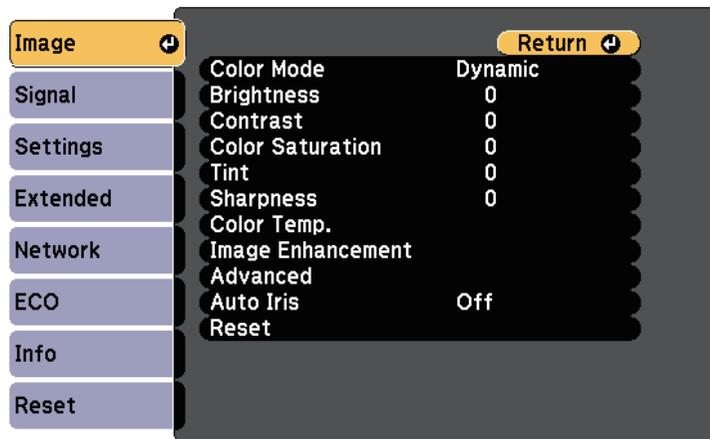 Image
Signal
Settings
Extended
Network
ECO
Info
Reset
Return
Color Mode Dynamic
Brightness 0
Contrast 0
Color Saturation 0
Tint 0
Sharpness 0
Color Temp.
Image Enhancement
Advanced
Auto Iris Off
Reset